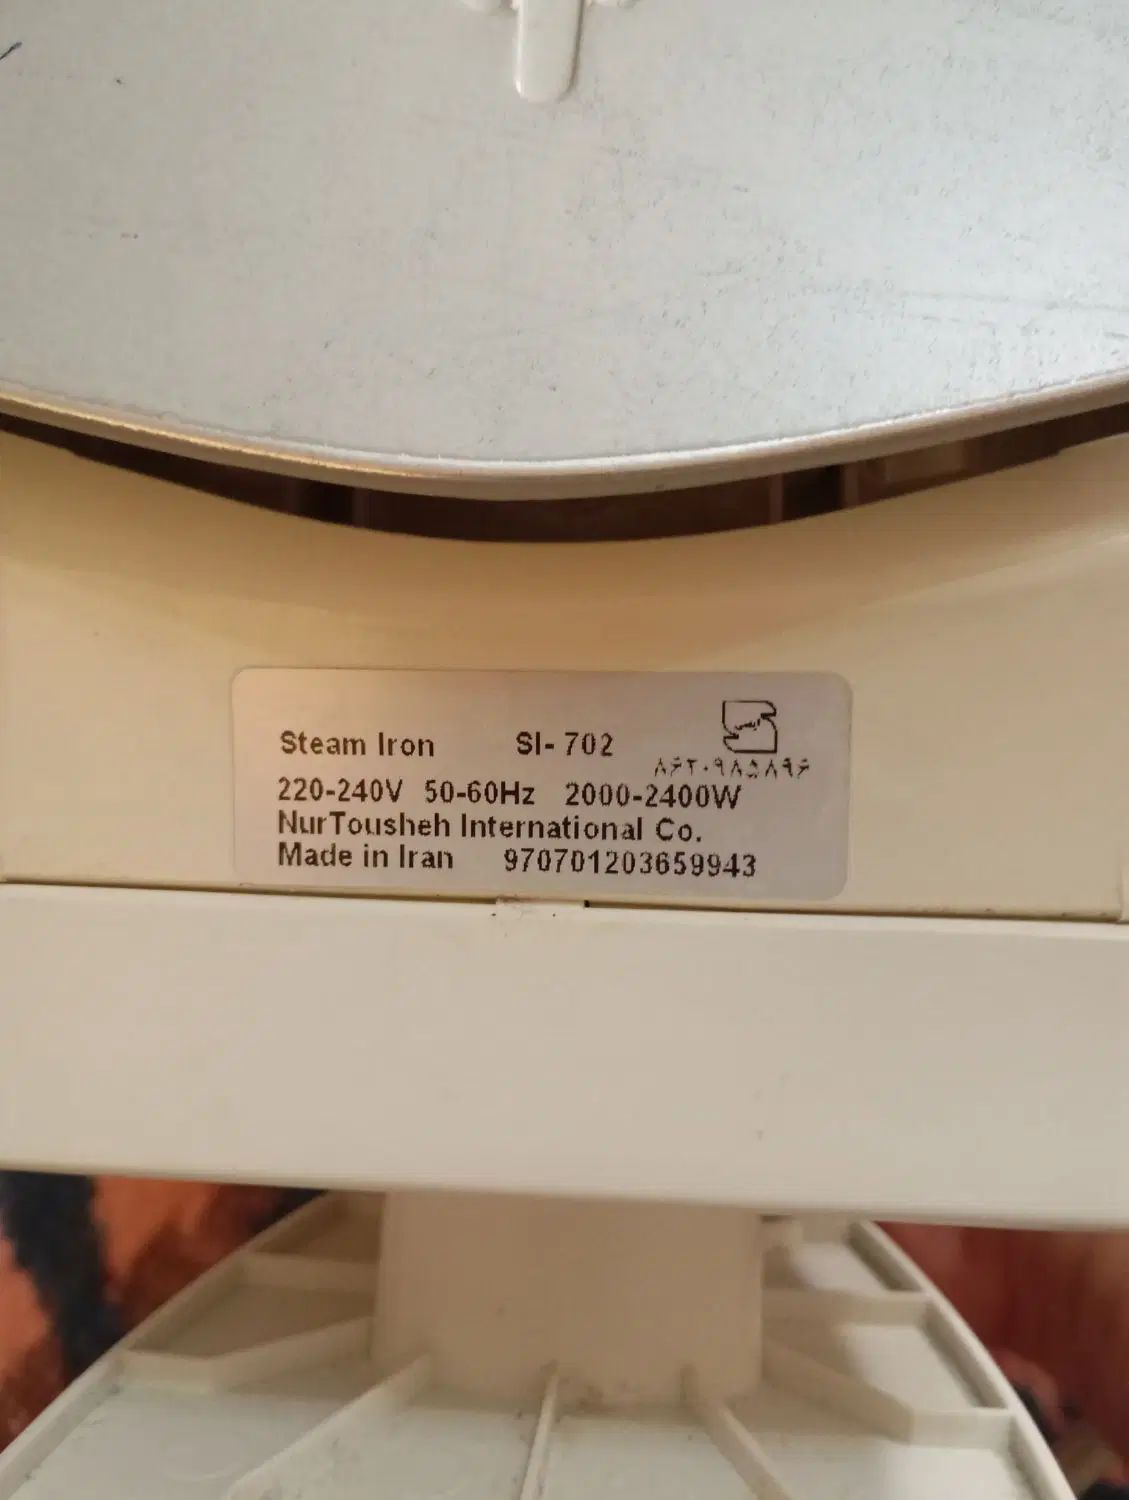 Steam Iron SI-702
۸۶۲۰۹۸۵۸۹۶
220-240V 50-60Hz 2000-2400W
NurTousheh International Co.
Made in Iran 970701203659943